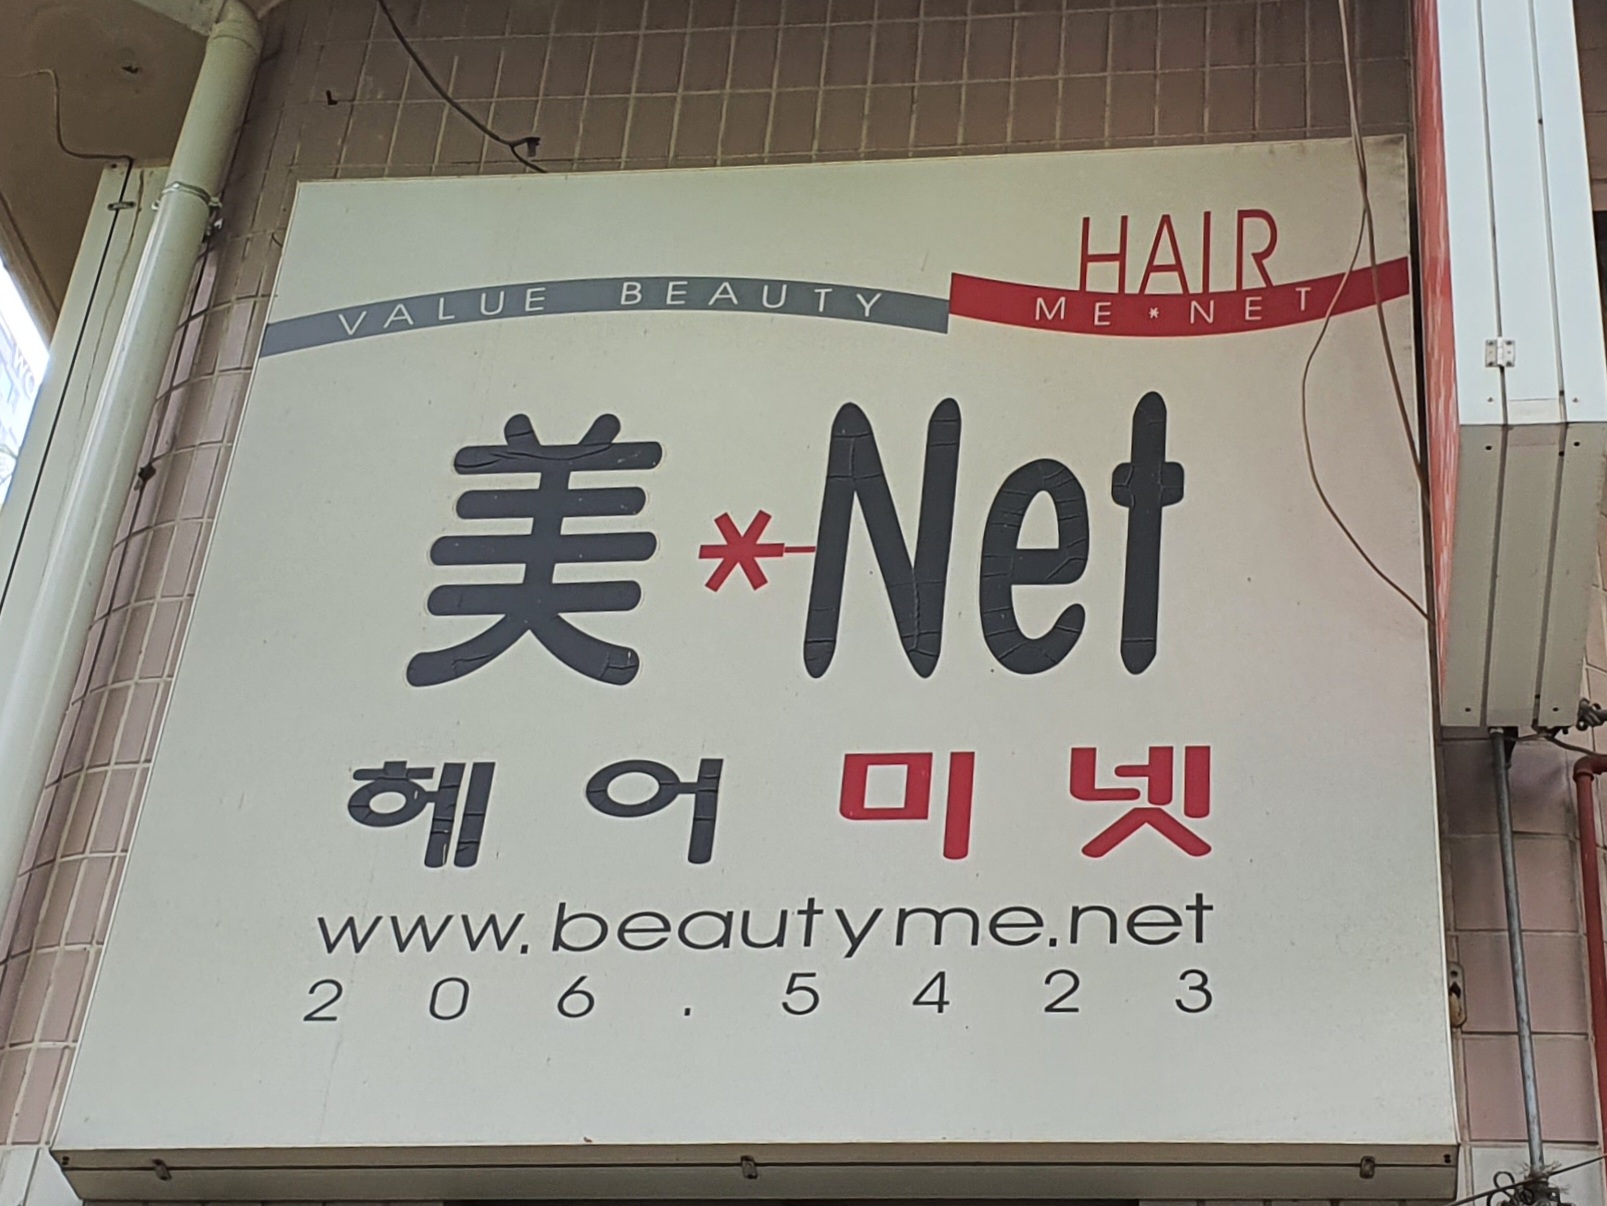 HAIR
VALUE BEAUTY ME*NET
美*Net
헤어미넷
www.beautyme.net
206.5423